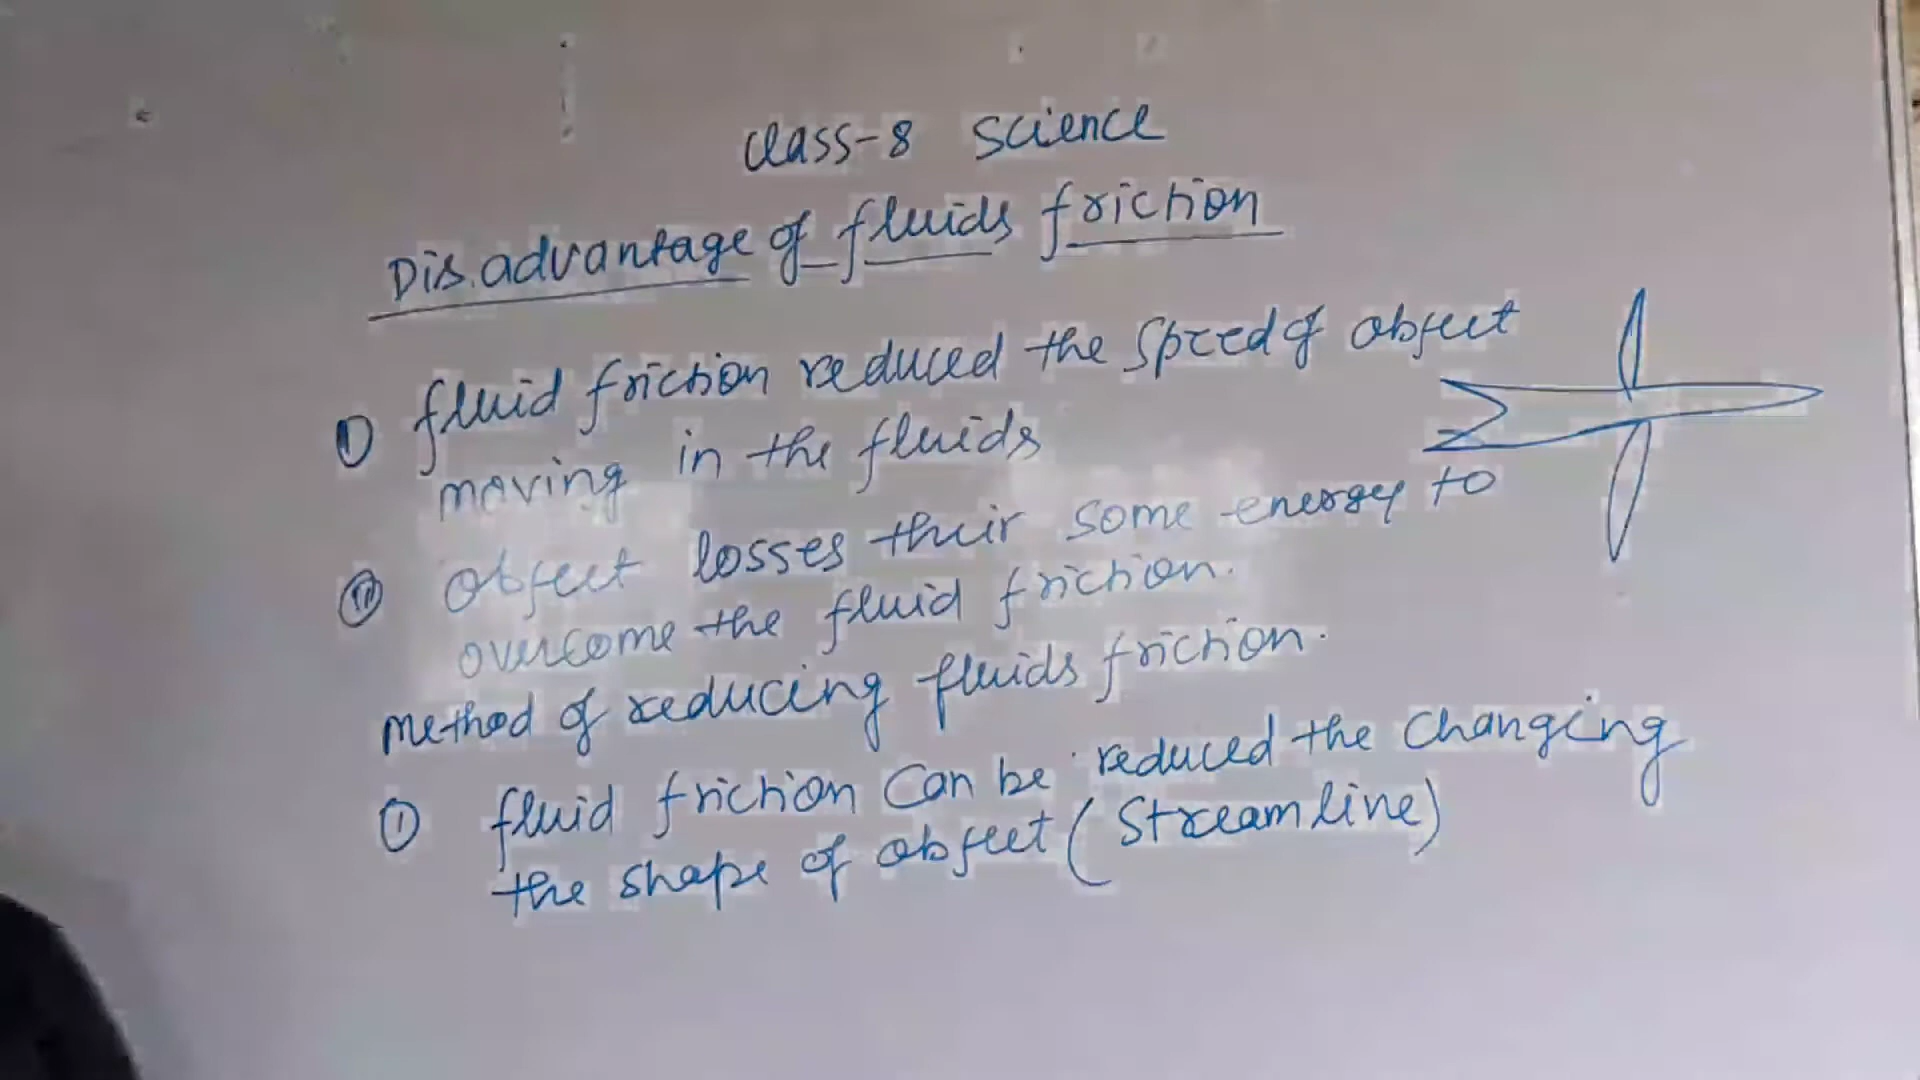 class-8 Science
Dis.advantage of fluids friction
① fluid friction reduced the speed of object
moving in the fluids
② object losses their some energy to
overcome the fluid friction.
Method of reducing fluids friction.
① fluid friction can be reduced the changing
the shape of object (Streamline)